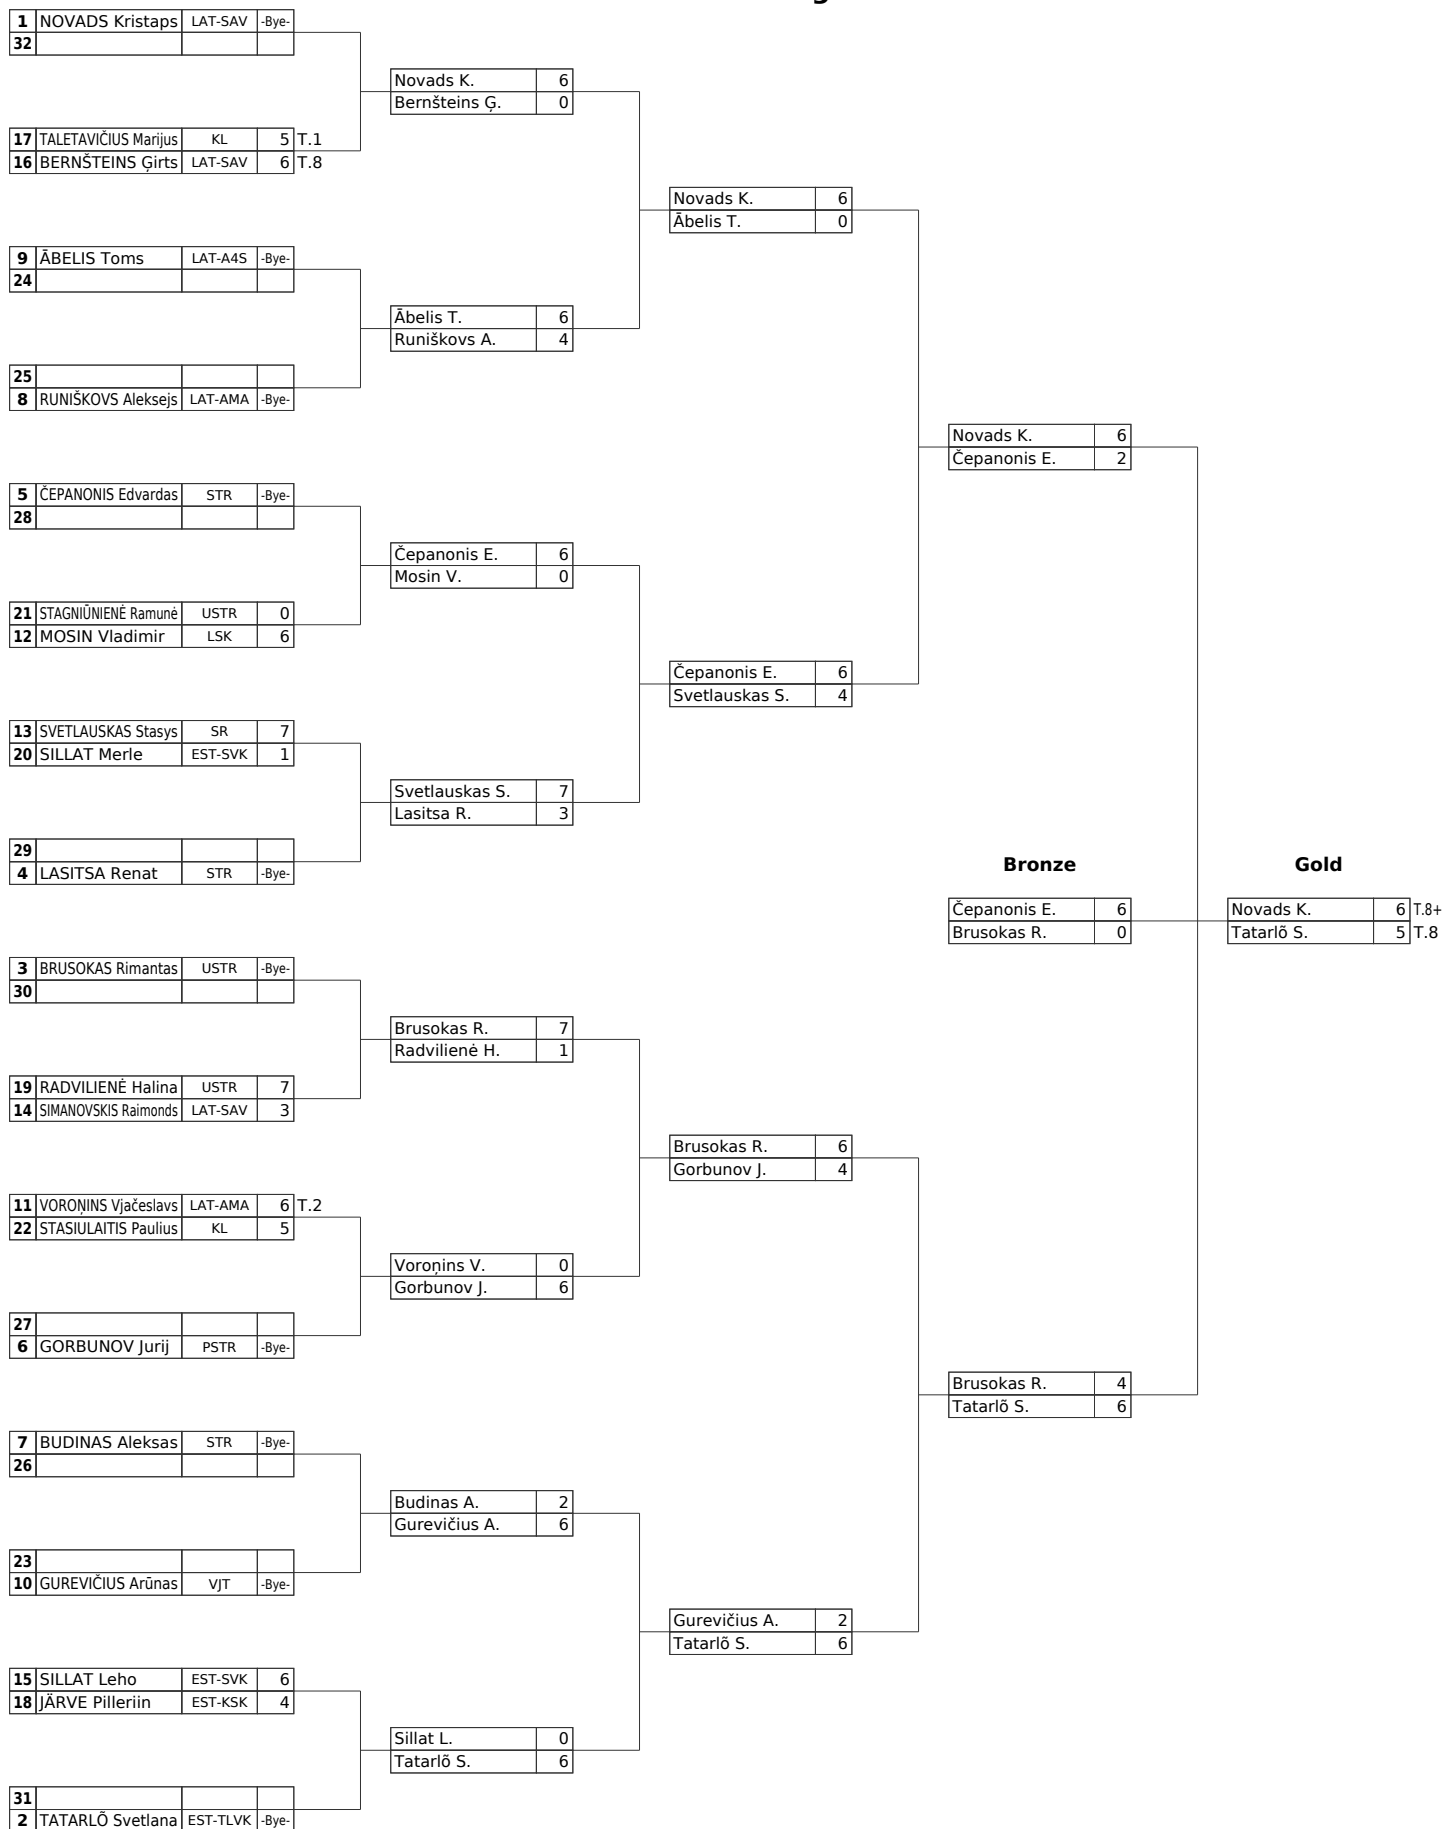 1 NOVADS Kristaps LAT-SAV -Bye-
32
Novads K. 6
Bernšteins Ģ. 0
17 TALETAVIČIUS Marijus KL 5 T.1
16 BERNŠTEINS Ģirts LAT-SAV 6 T.8
Novads K. 6
Ābelis T. 0
9 ĀBELIS Toms LAT-A4S -Bye-
24
Ābelis T. 6
Runiškovs A. 4
25
8 RUNIŠKOVS Aleksejs LAT-AMA -Bye-
Novads K. 6
Čepanonis E. 2
5 ČEPANONIS Edvardas STR -Bye-
28
Čepanonis E. 6
Mosin V. 0
21 STAGNIŪNIENĖ Ramunė USTR 0
12 MOSIN Vladimir LSK 6
Čepanonis E. 6
Svetlauskas S. 4
13 SVETLAUSKAS Stasys SR 7
20 SILLAT Merle EST-SVK 1
Svetlauskas S. 7
Lasitsa R. 3
29
4 LASITSA Renat STR -Bye-
Bronze Gold
Čepanonis E. 6 Novads K. 6 T.8+
Brusokas R. 0 Tatarlõ S. 5 T.8
3 BRUSOKAS Rimantas USTR -Bye-
30
Brusokas R. 7
Radvilienė H. 1
19 RADVILIENĖ Halina USTR 7
14 SIMANOVSKIS Raimonds LAT-SAV 3
Brusokas R. 6
Gorbunov J. 4
11 VOROŅINS Vjačeslavs LAT-AMA 6 T.2
22 STASIULAITIS Paulius KL 5
Voroņins V. 0
Gorbunov J. 6
27
6 GORBUNOV Jurij PSTR -Bye-
Brusokas R. 4
Tatarlõ S. 6
7 BUDINAS Aleksas STR -Bye-
26
Budinas A. 2
Gurevičius A. 6
23
10 GUREVIČIUS Arūnas VJT -Bye-
Gurevičius A. 2
Tatarlõ S. 6
15 SILLAT Leho EST-SVK 6
18 JÄRVE Pilleriin EST-KSK 4
Sillat L. 0
Tatarlõ S. 6
31
2 TATARLÕ Svetlana EST-TLVK -Bye-